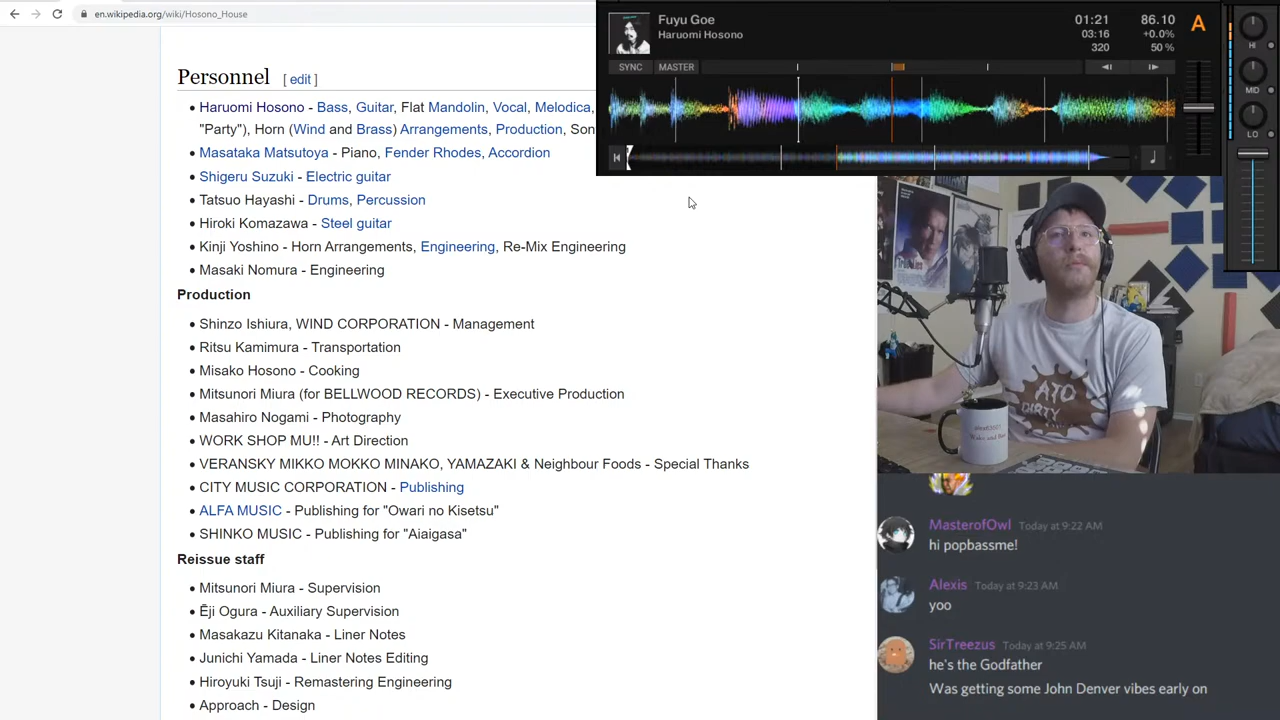 en.wikipedia.org/wiki/Hosono_House
Fuyu Goe
Haruomi Hosono
01:21
86.10
A
03:16
+0.0%
320
50 %
SYNC
MASTER
HI
MID
LO
Personnel [ edit ]
Haruomi Hosono - Bass, Guitar, Flat Mandolin, Vocal, Melodica,
"Party"), Horn (Wind and Brass) Arrangements, Production, Son
Masataka Matsutoya - Piano, Fender Rhodes, Accordion
Shigeru Suzuki - Electric guitar
Tatsuo Hayashi - Drums, Percussion
Hiroki Komazawa - Steel guitar
Kinji Yoshino - Horn Arrangements, Engineering, Re-Mix Engineering
Masaki Nomura - Engineering
Production
Shinzo Ishiura, WIND CORPORATION - Management
Ritsu Kamimura - Transportation
Misako Hosono - Cooking
Mitsunori Miura (for BELLWOOD RECORDS) - Executive Production
Masahiro Nogami - Photography
WORK SHOP MU!! - Art Direction
VERANSKY MIKKO MOKKO MINAKO, YAMAZAKI & Neighbour Foods - Special Thanks
CITY MUSIC CORPORATION - Publishing
ALFA MUSIC - Publishing for "Owari no Kisetsu"
SHINKO MUSIC - Publishing for "Aiaigasa"
Reissue staff
Mitsunori Miura - Supervision
Ēji Ogura - Auxiliary Supervision
Masakazu Kitanaka - Liner Notes
Junichi Yamada - Liner Notes Editing
Hiroyuki Tsuji - Remastering Engineering
Approach - Design
ATO
DIRTY
MasterofOwl Today at 9:22 AM
hi popbassme!
Alexis Today at 9:23 AM
yoo
SirTreezus Today at 9:25 AM
he's the Godfather
Was getting some John Denver vibes early on